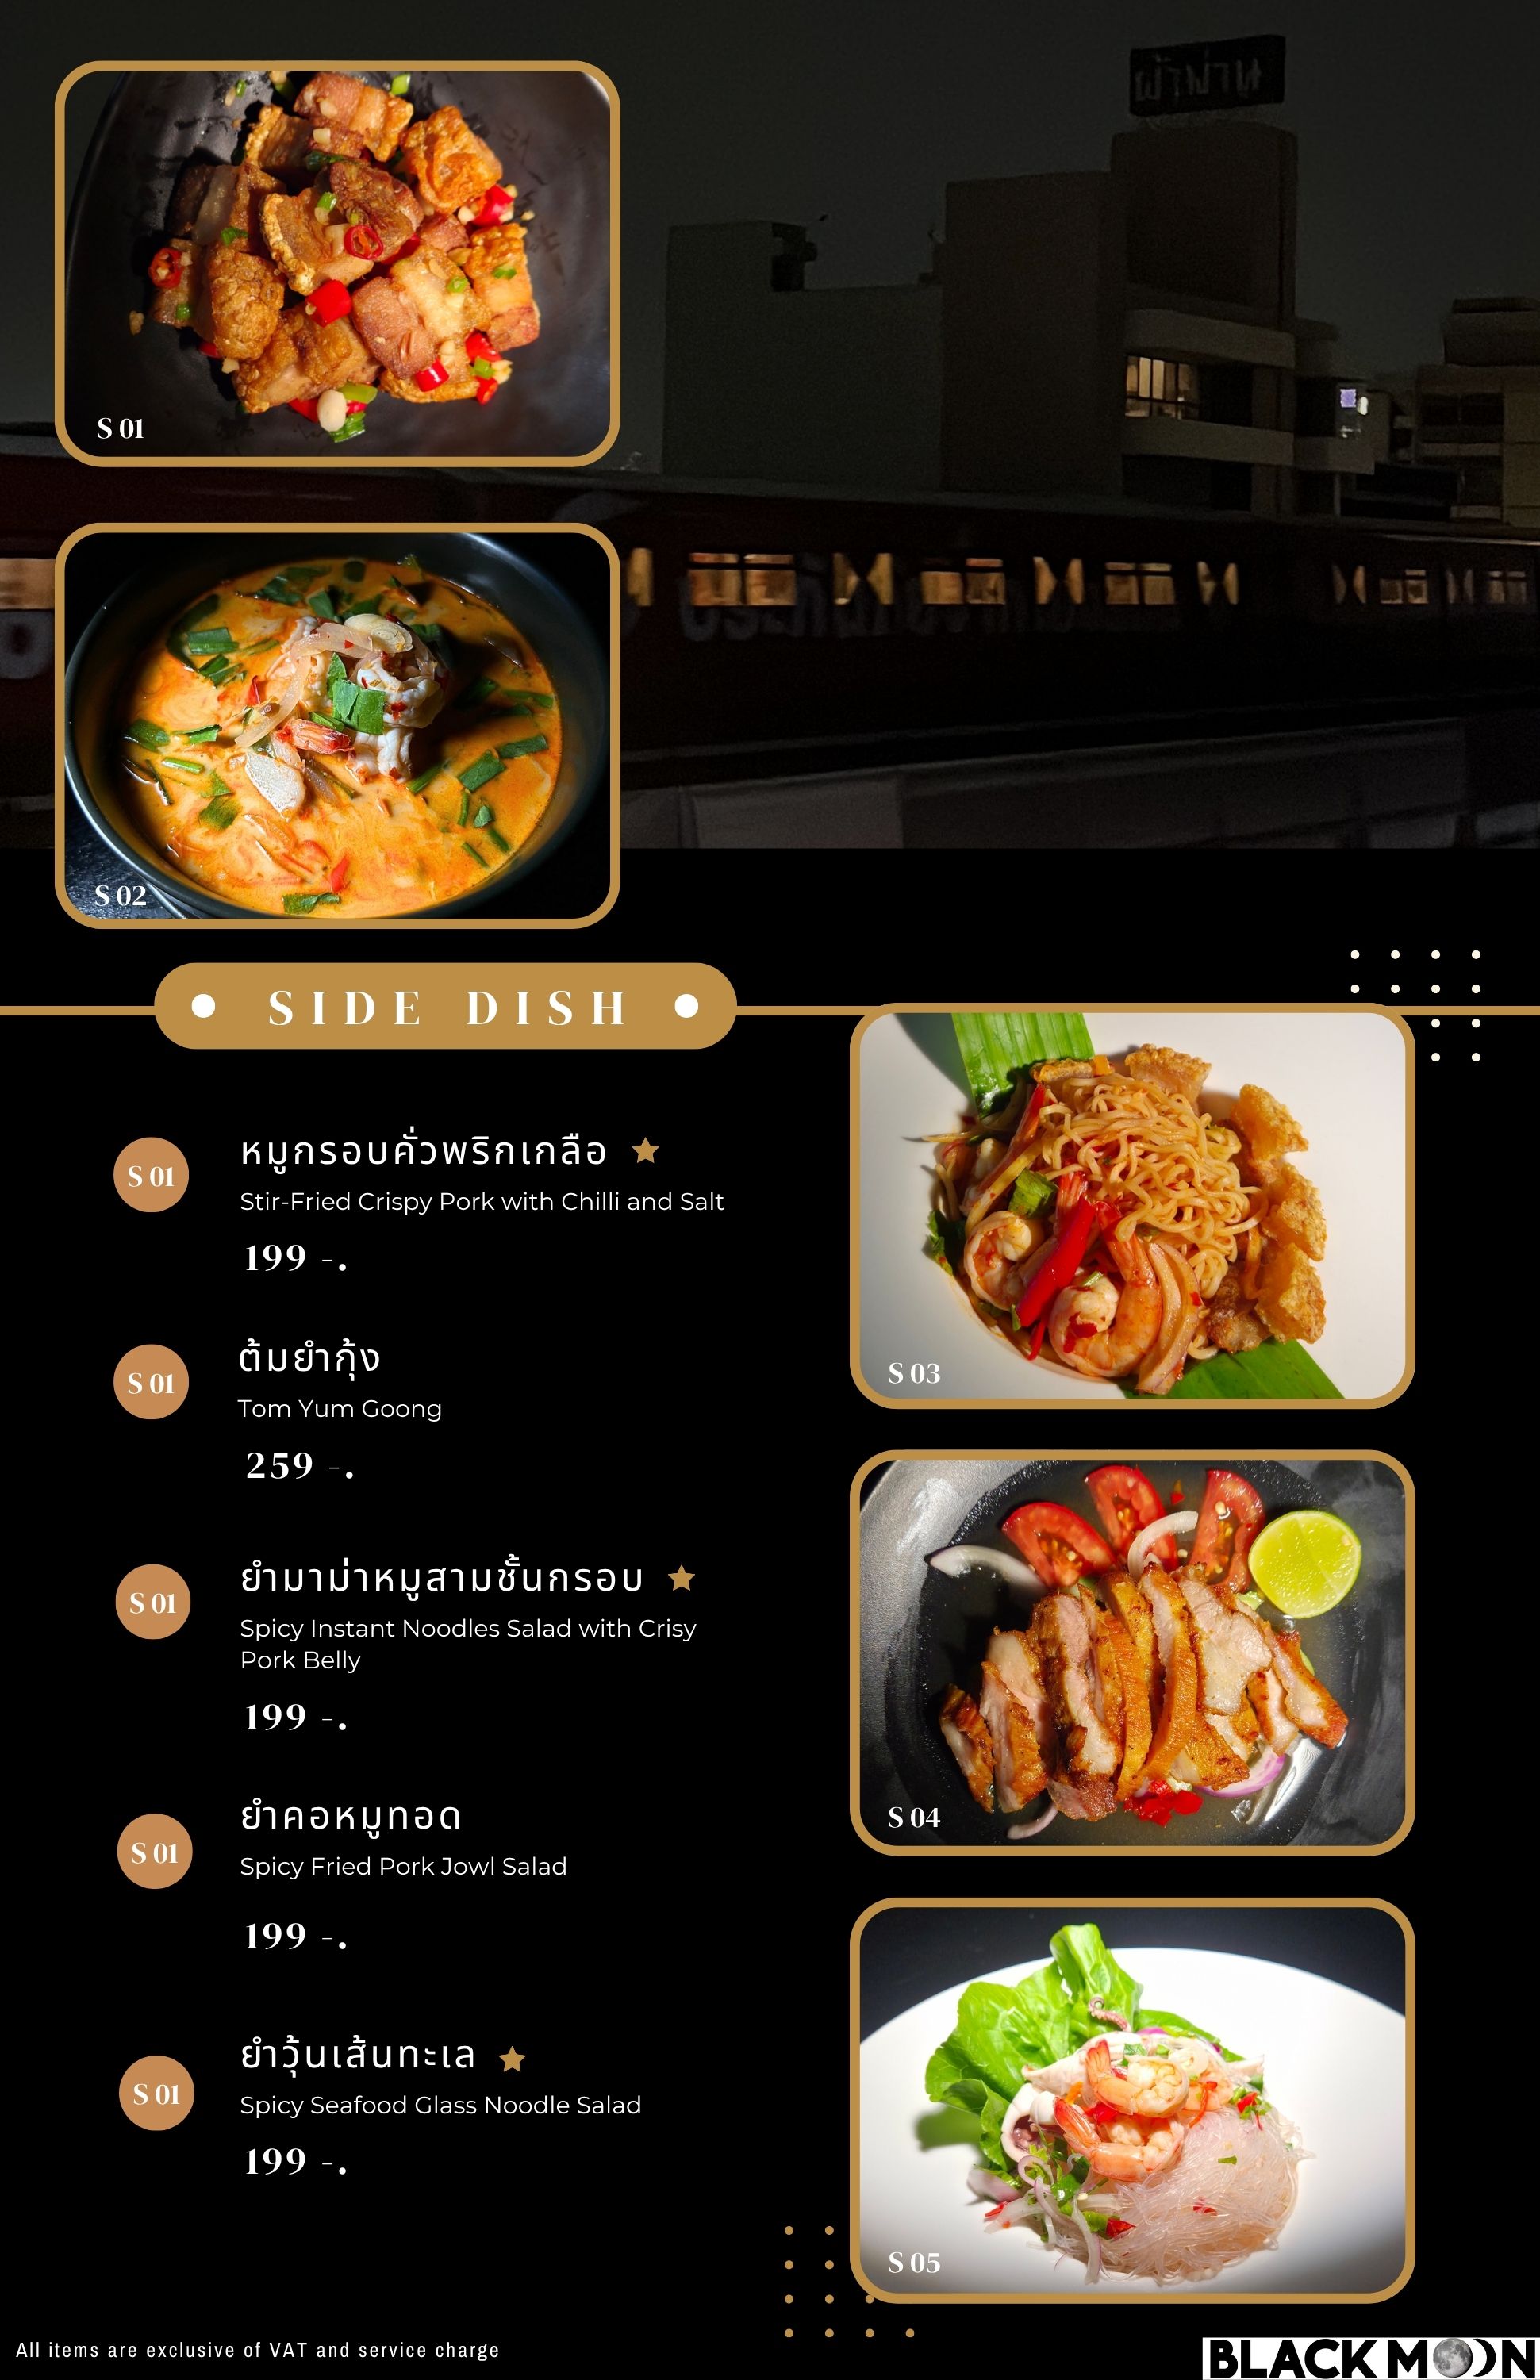 S 01
S 02
SIDE DISH
S 01
หมูกรอบคั่วพริกเกลือ
Stir-Fried Crispy Pork with Chilli and Salt
199 -.
S 01
ต้มยำกุ้ง
Tom Yum Goong
259 -.
S 01
ยำมาม่าหมูสามชั้นกรอบ
Spicy Instant Noodles Salad with Crisy
Pork Belly
199 -.
S 01
ยำคอหมูทอด
Spicy Fried Pork Jowl Salad
199 -.
S 01
ยำวุ้นเส้นทะเล
Spicy Seafood Glass Noodle Salad
199 -.
S 03
S 04
S 05
All items are exclusive of VAT and service charge
BLACK MOON